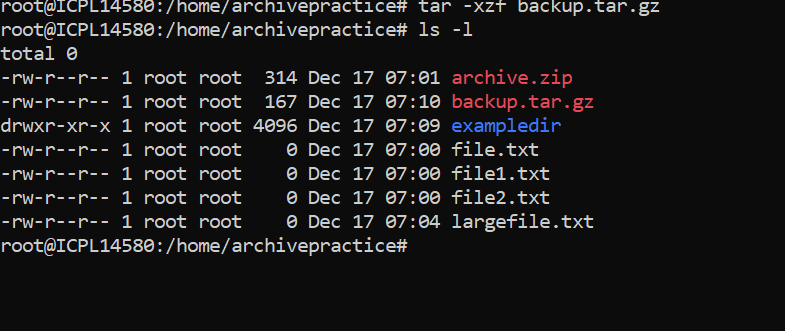 root@ICPL14580:/home/archivepractice# tar -xzf backup.tar.gz
root@ICPL14580:/home/archivepractice# ls -l
total 0
-rw-r--r-- 1 root root  314 Dec 17 07:01 archive.zip
-rw-r--r-- 1 root root  167 Dec 17 07:10 backup.tar.gz
drwxr-xr-x 1 root root 4096 Dec 17 07:09 exampledir
-rw-r--r-- 1 root root    0 Dec 17 07:00 file.txt
-rw-r--r-- 1 root root    0 Dec 17 07:00 file1.txt
-rw-r--r-- 1 root root    0 Dec 17 07:00 file2.txt
-rw-r--r-- 1 root root    0 Dec 17 07:04 largefile.txt
root@ICPL14580:/home/archivepractice#